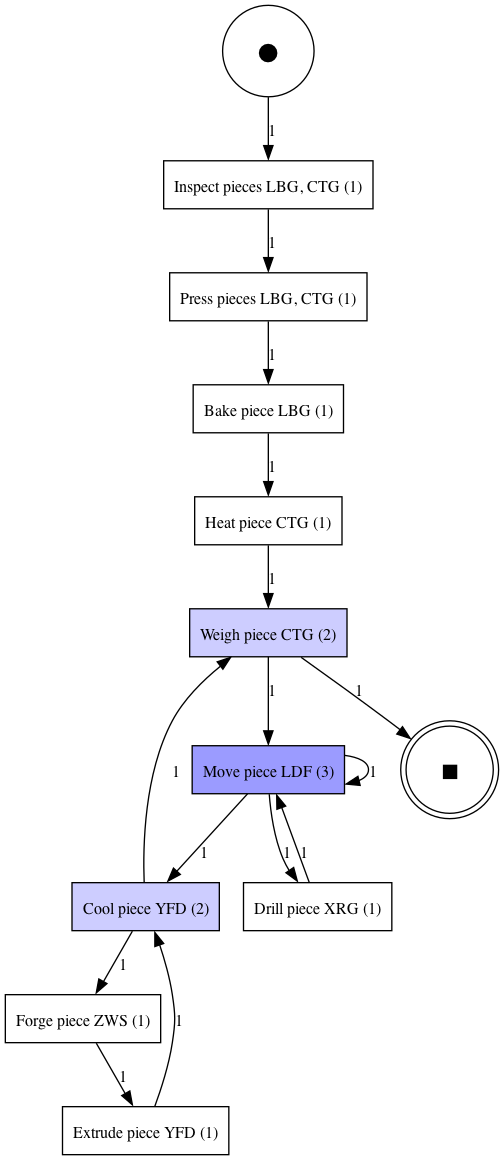 1
Inspect pieces LBG, CTG (1)
1
Press pieces LBG, CTG (1)
1
Bake piece LBG (1)
1
Heat piece CTG (1)
1
Weigh piece CTG (2)
1
1
1
Move piece LDF (3)
1
1
1
1
Cool piece YFD (2)
Drill piece XRG (1)
1
Forge piece ZWS (1)
1
1
Extrude piece YFD (1)